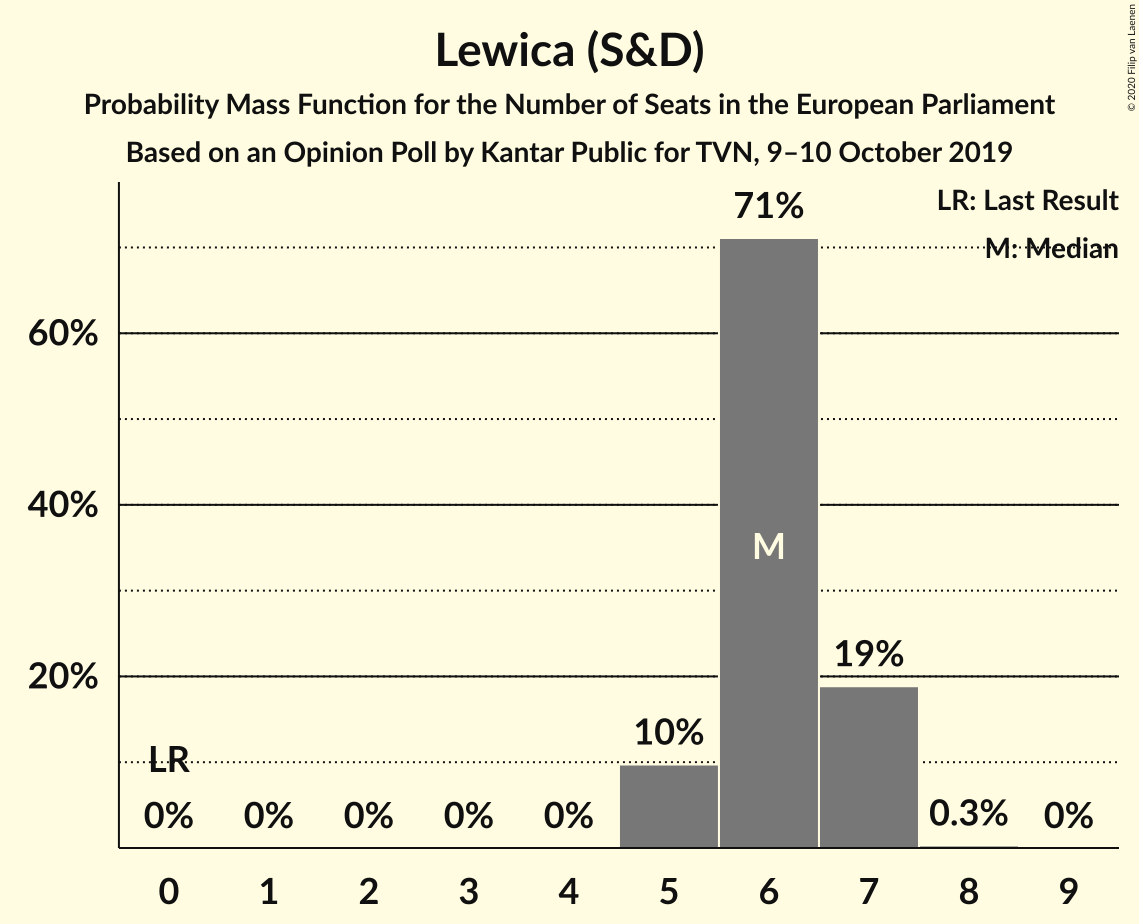 Lewica (S&D)
Probability Mass Function for the Number of Seats in the European Parliament
Based on an Opinion Poll by Kantar Public for TVN, 9–10 October 2019
© 2020 Filip van Laenen
LR: Last Result
M: Median
71%
60%
40%
M
19%
20%
10%
LR
0%
0%
0%
0%
0%
0.3%
0%
0
1
2
3
4
5
6
7
8
9